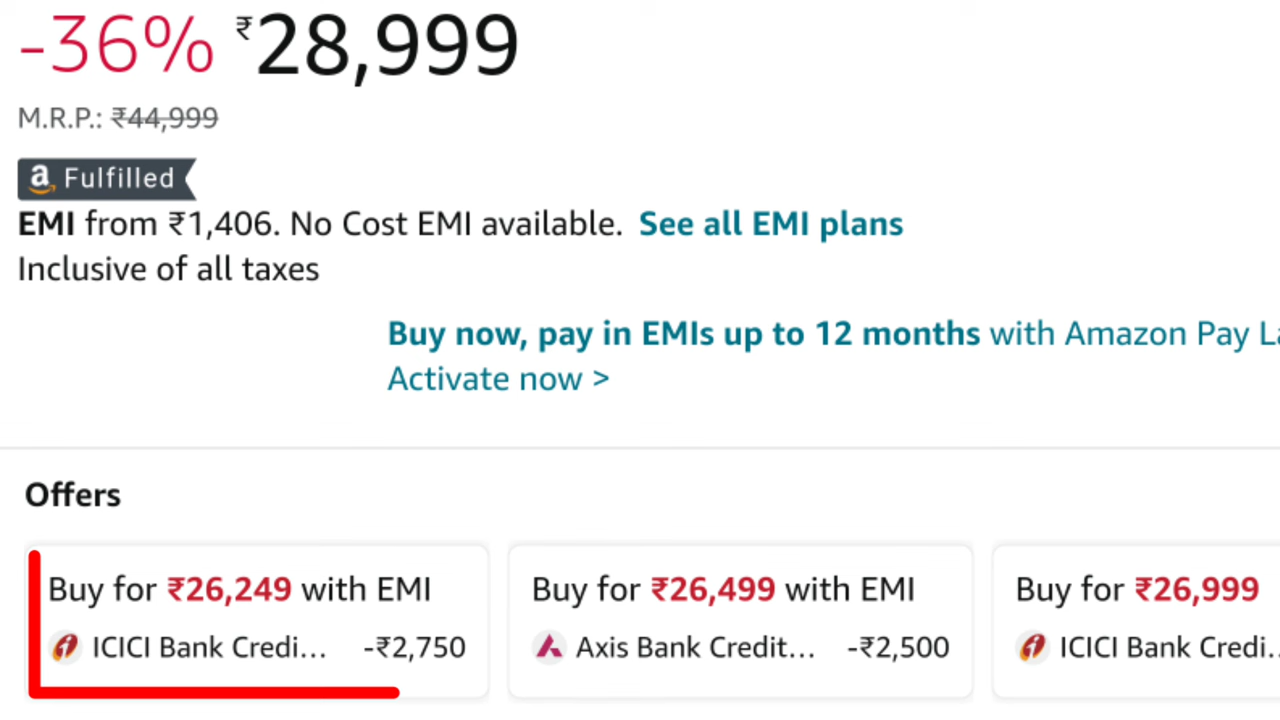 -36% ₹28,999
M.R.P.: ₹44,999
a Fulfilled
EMI from ₹1,406. No Cost EMI available. See all EMI plans
Inclusive of all taxes
Buy now, pay in EMIs up to 12 months with Amazon Pay La
Activate now >
Offers
Buy for ₹26,249 with EMI
ICICI Bank Credi... -₹2,750
Buy for ₹26,499 with EMI
Axis Bank Credit... -₹2,500
Buy for ₹26,999
ICICI Bank Credi..